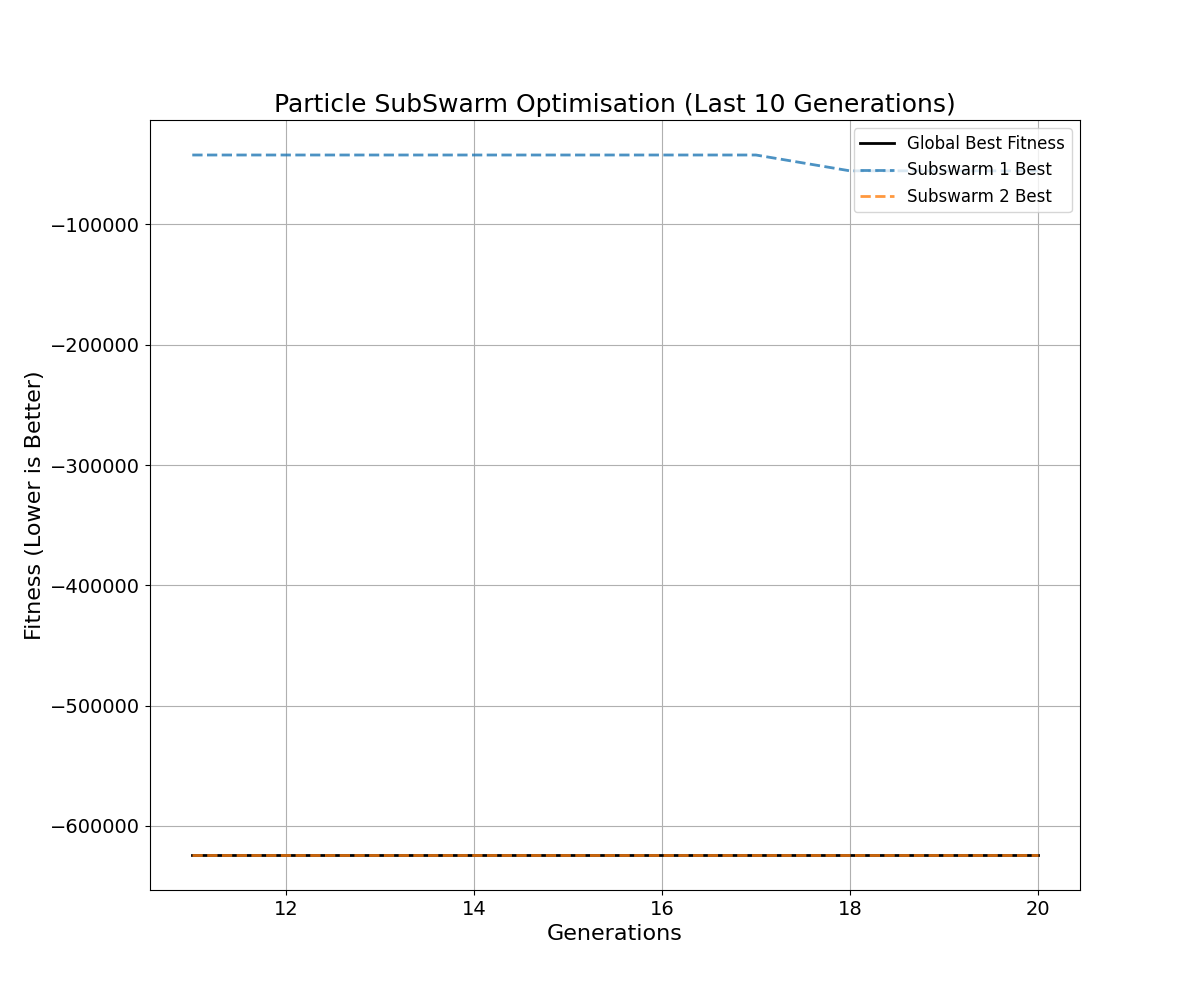 Particle SubSwarm Optimisation (Last 10 Generations)
Global Best Fitness
Subswarm 1 Best
Subswarm 2 Best
Fitness (Lower is Better)
−100000
−200000
−300000
−400000
−500000
−600000
12
14
16
18
20
Generations